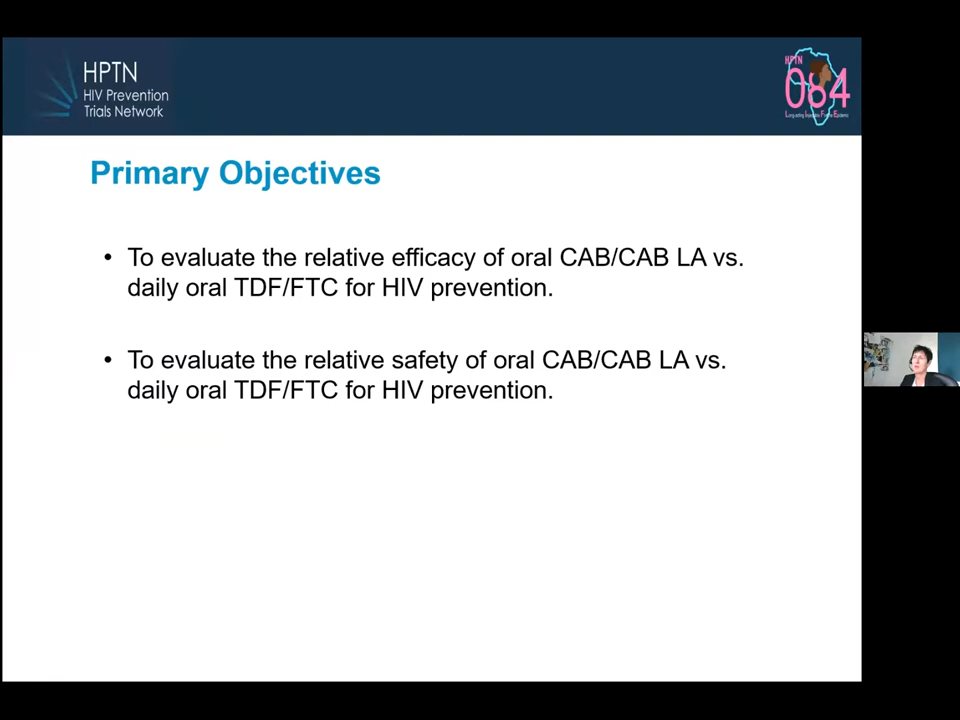 HPTN
HIV Prevention
Trials Network
HPTN
084
Primary Objectives
• To evaluate the relative efficacy of oral CAB/CAB LA vs.
daily oral TDF/FTC for HIV prevention.
• To evaluate the relative safety of oral CAB/CAB LA vs.
daily oral TDF/FTC for HIV prevention.